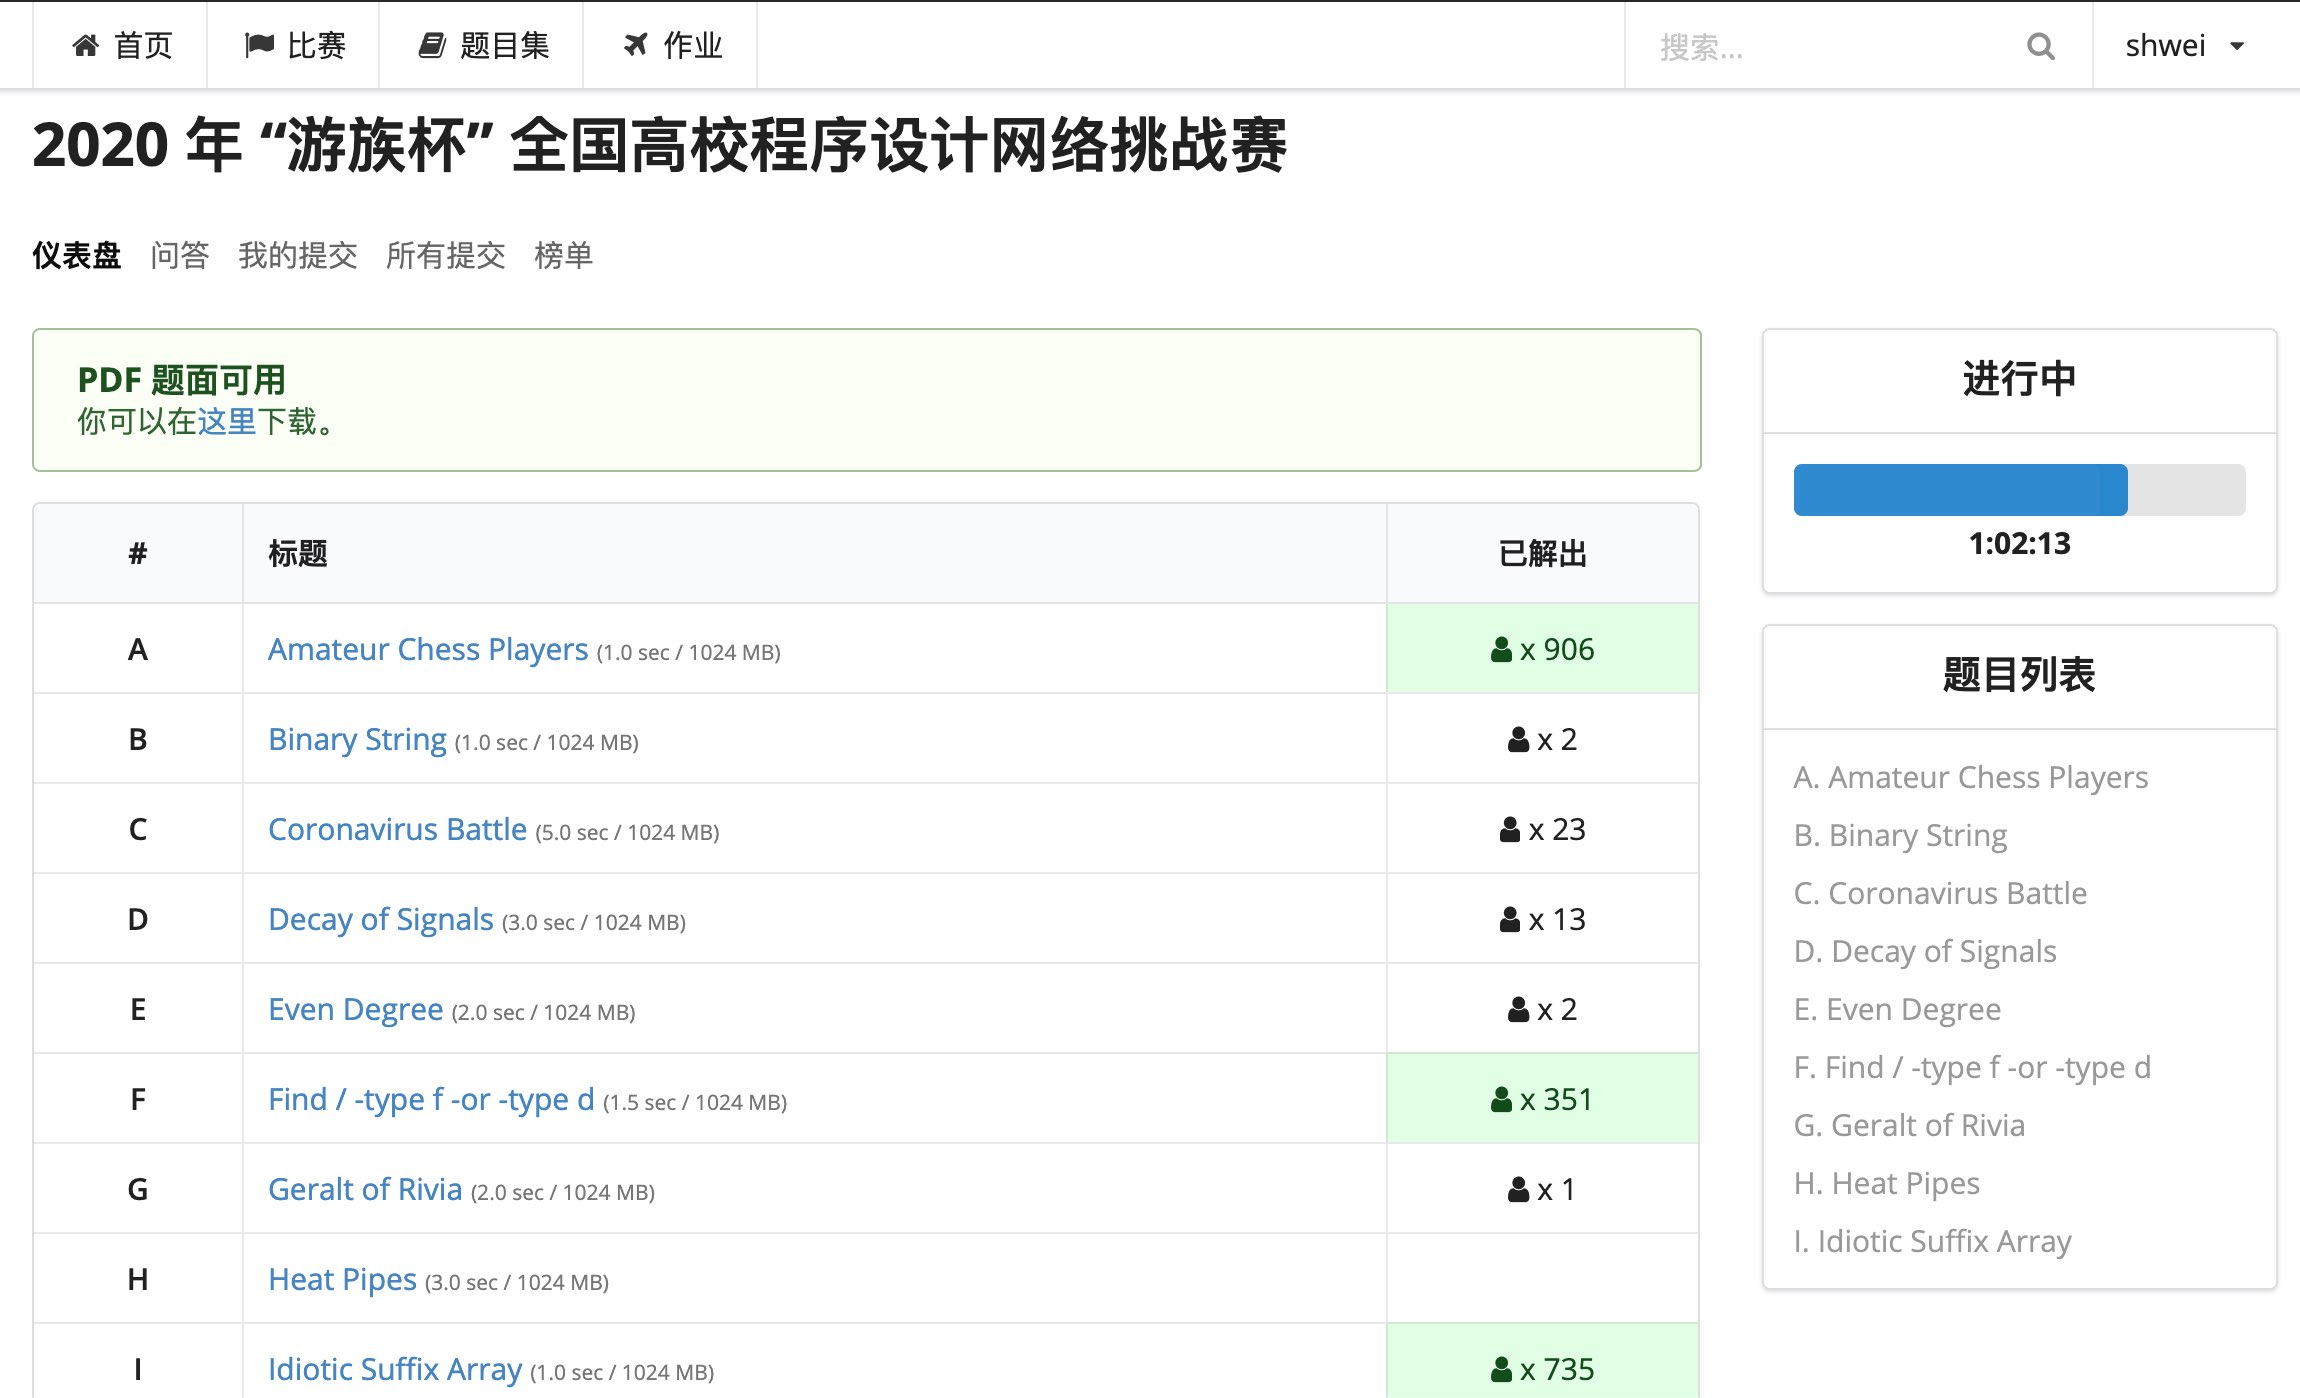 首页 比赛 题目集 作业 搜索... shwei
2020 年 “游族杯” 全国高校程序设计网络挑战赛
仪表盘 问答 我的提交 所有提交 榜单
PDF 题面可用
你可以在这里下载。
# 标题 已解出
A Amateur Chess Players (1.0 sec / 1024 MB) x 906
B Binary String (1.0 sec / 1024 MB) x 2
C Coronavirus Battle (5.0 sec / 1024 MB) x 23
D Decay of Signals (3.0 sec / 1024 MB) x 13
E Even Degree (2.0 sec / 1024 MB) x 2
F Find / -type f -or -type d (1.5 sec / 1024 MB) x 351
G Geralt of Rivia (2.0 sec / 1024 MB) x 1
H Heat Pipes (3.0 sec / 1024 MB)
I Idiotic Suffix Array (1.0 sec / 1024 MB) x 735
进行中
1:02:13
题目列表
A. Amateur Chess Players
B. Binary String
C. Coronavirus Battle
D. Decay of Signals
E. Even Degree
F. Find / -type f -or -type d
G. Geralt of Rivia
H. Heat Pipes
I. Idiotic Suffix Array